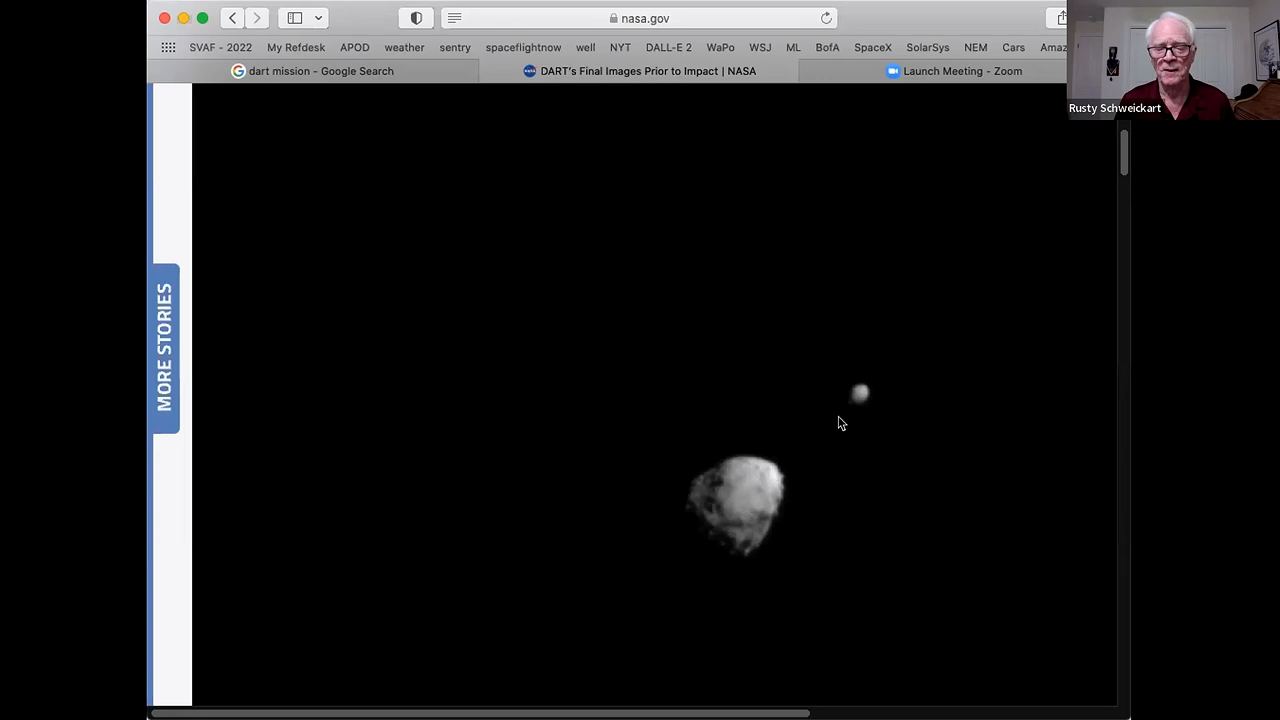 nasa.gov
SVAF - 2022 My Refdesk APOD weather sentry spaceflightnow well NYT DALL-E 2 WaPo WSJ ML BofA SpaceX SolarSys NEM Cars Amaz
dart mission - Google Search DART's Final Images Prior to Impact | NASA Launch Meeting - Zoom
Rusty Schweickart
MORE STORIES